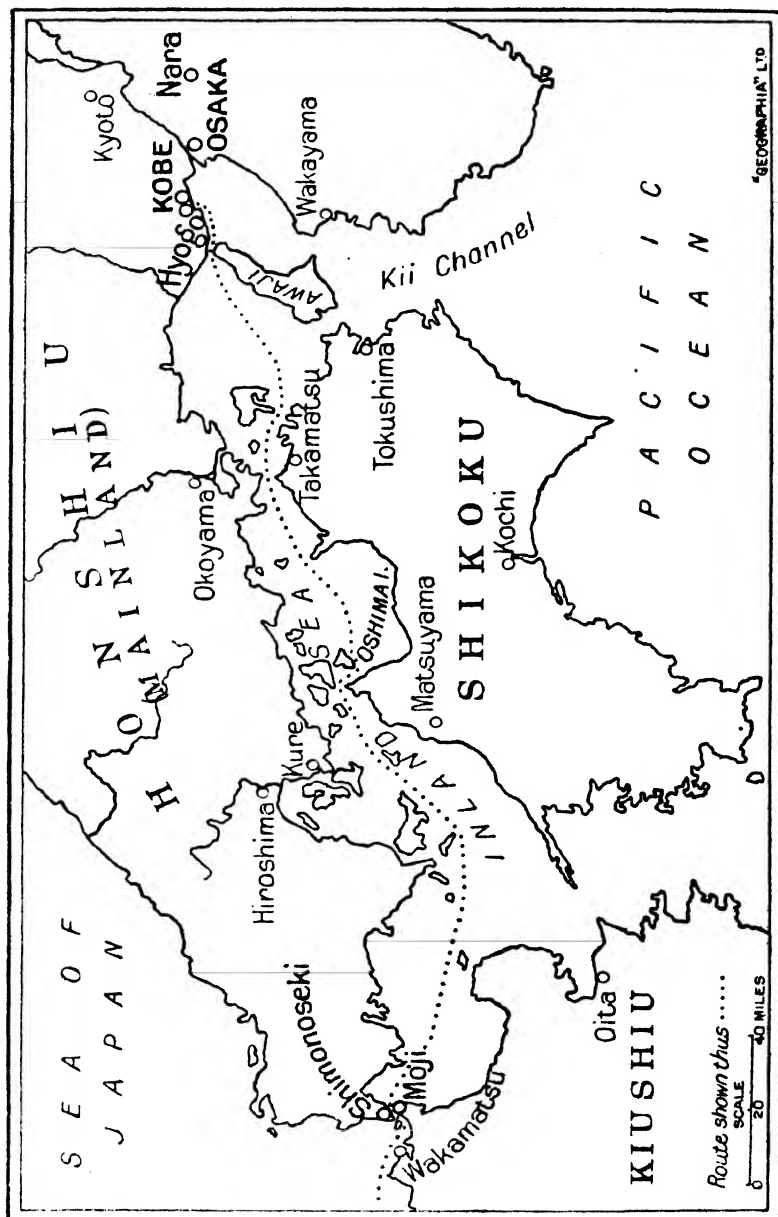 SEA OF
JAPAN
HONSHIU
(MAINLAND)
Kyoto
Nara
KOBE
OSAKA
Hyogo
Wakayama
AWAJI
Kii Channel
Okoyama
Takamatsu
Tokushima
Hiroshima
Kure
INLAND SEA
OSHIMA I.
Matsuyama
SHIKOKU
Kochi
PACIFIC
OCEAN
Shimonoseki
Moji
Wakamatsu
Oita
KIUSHIU
Route shown thus ......
SCALE
0 20 40 MILES
"GEOGRAPHIA" LTD